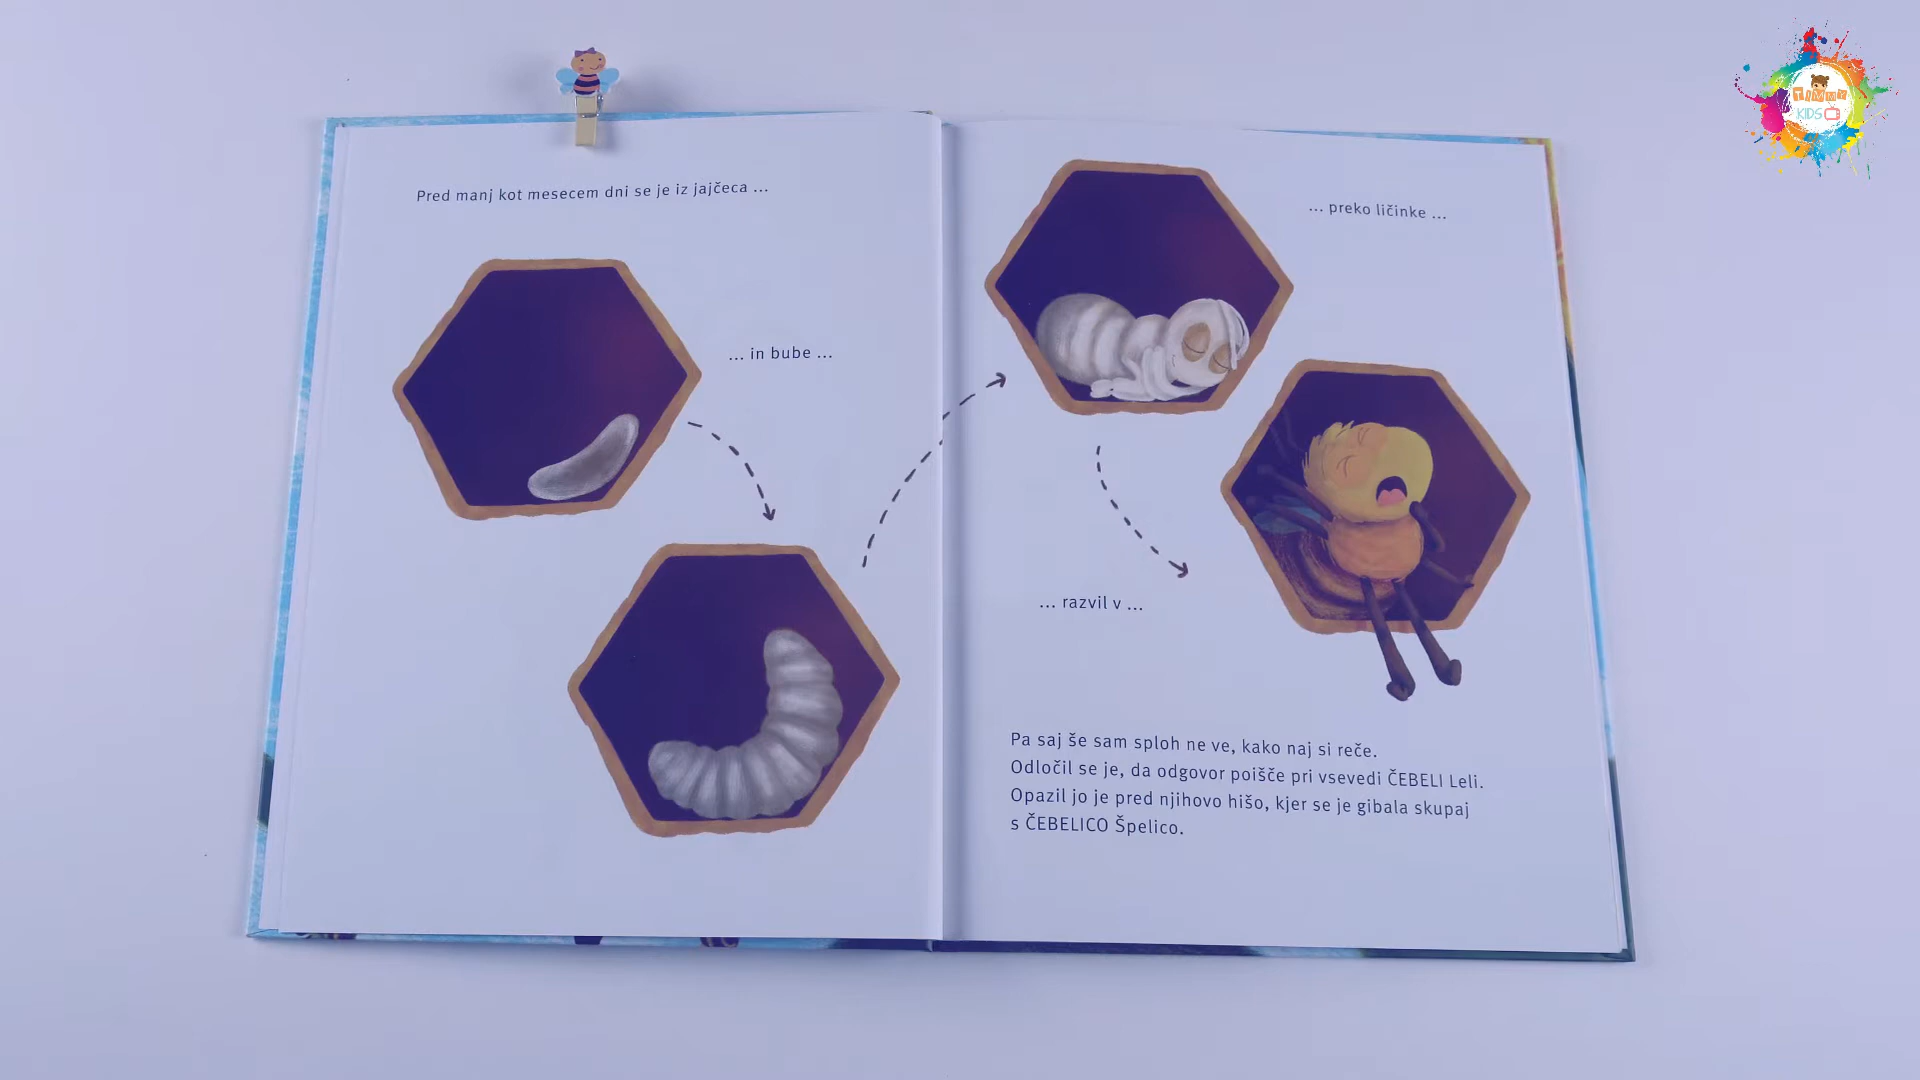 Pred manj kot mesecem dni se je iz jajčeca ...
... in bube ...
... preko ličinke ...
... razvil v ...
Pa saj še sam sploh ne ve, kako naj si reče.
Odločil se je, da odgovor poišče pri vsevedi ČEBELI Leli.
Opazil jo je pred njihovo hišo, kjer se je gibala skupaj
s ČEBELICO Špelico.
TIMMY
KIDS